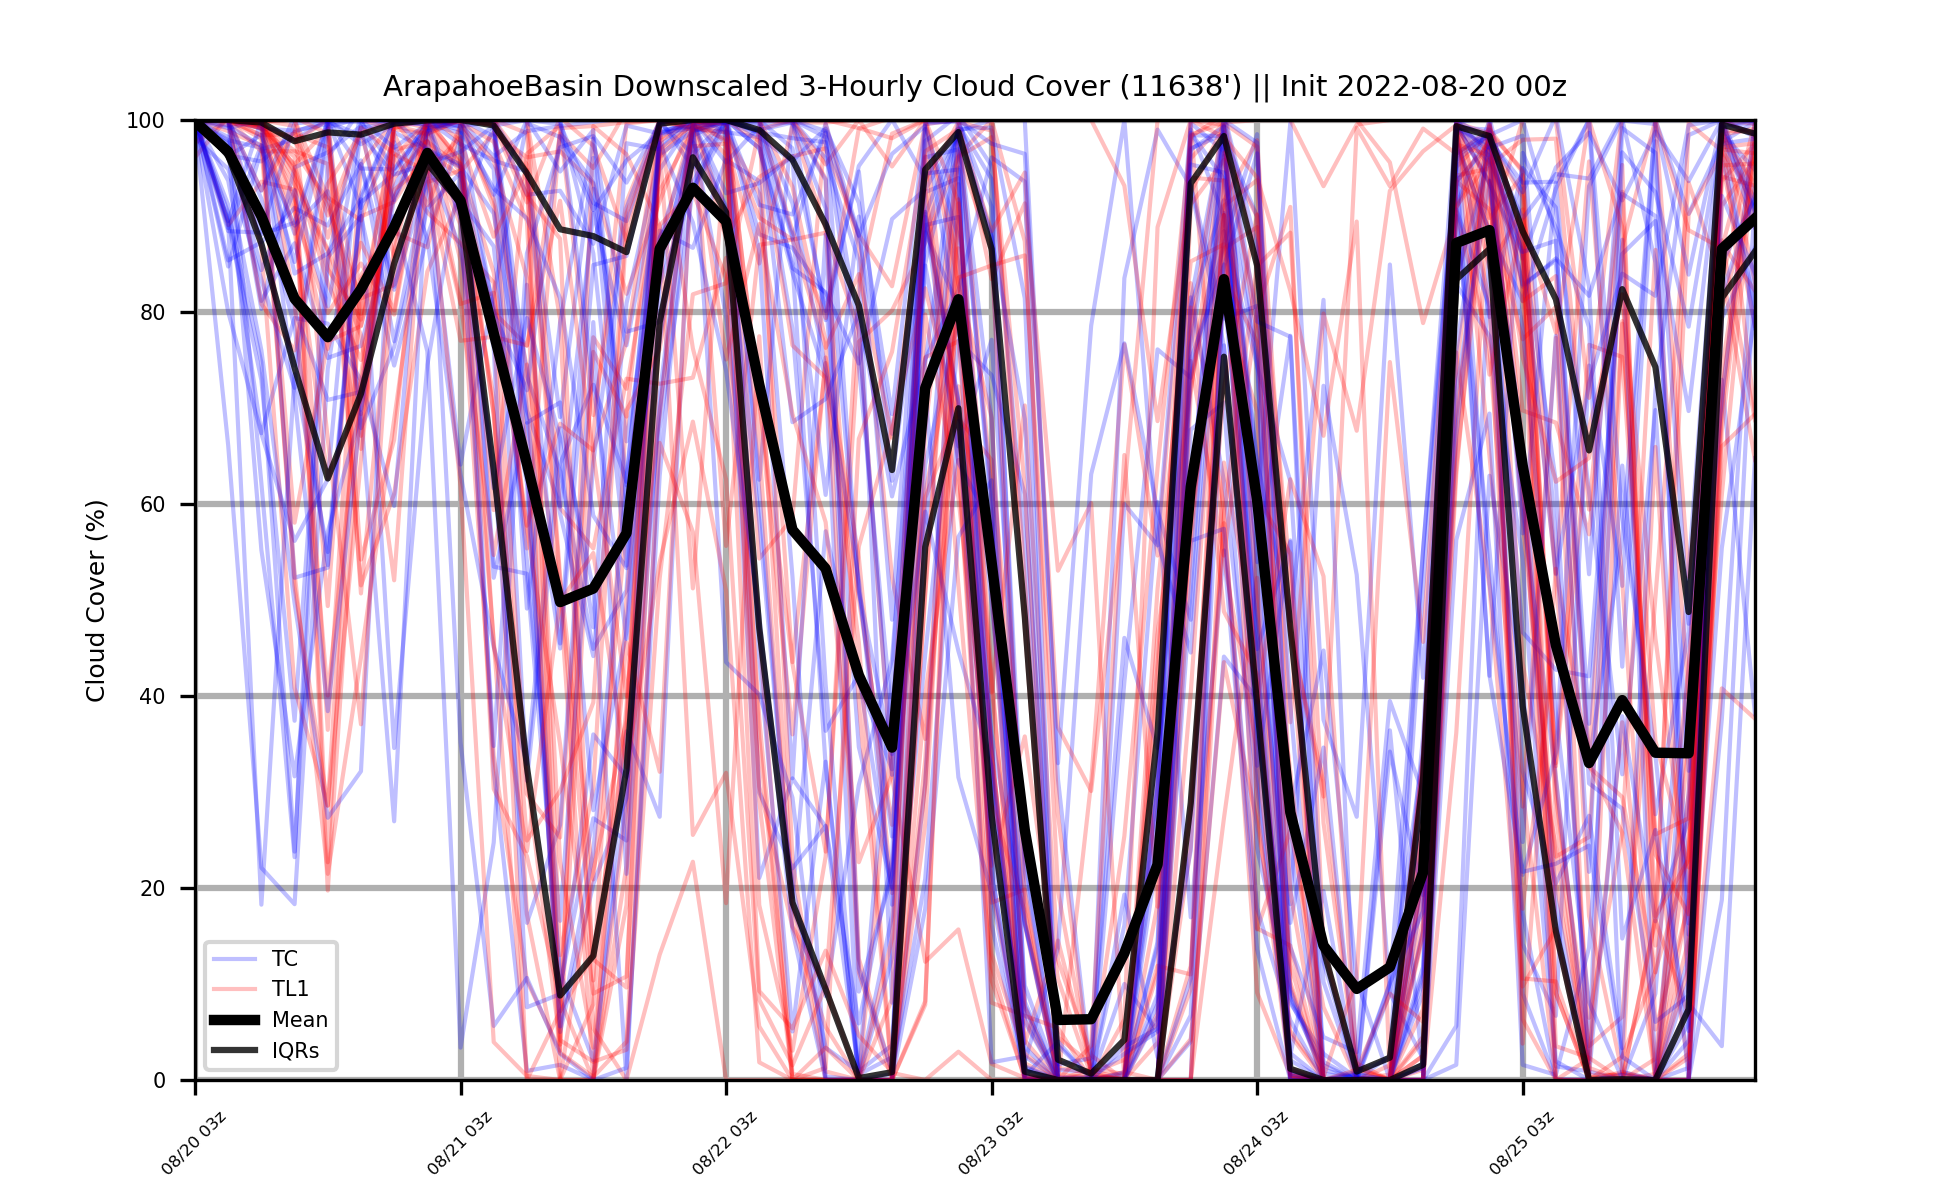 ArapahoeBasin Downscaled 3-Hourly Cloud Cover (11638') || Init 2022-08-20 00z
Cloud Cover (%)
100
80
60
40
20
0
TC
TL1
Mean
IQRs
08/20 03z
08/21 03z
08/22 03z
08/23 03z
08/24 03z
08/25 03z